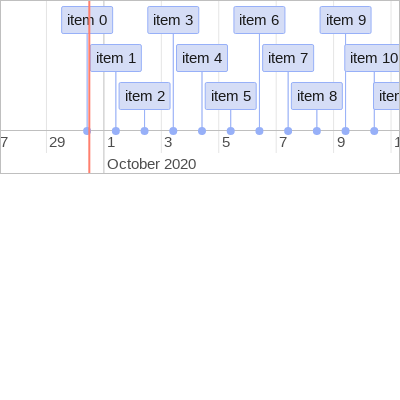 item 0 item 3 item 6 item 9
item 1 item 4 item 7 item 10
item 2 item 5 item 8
29 1 3 5 7 9
October 2020